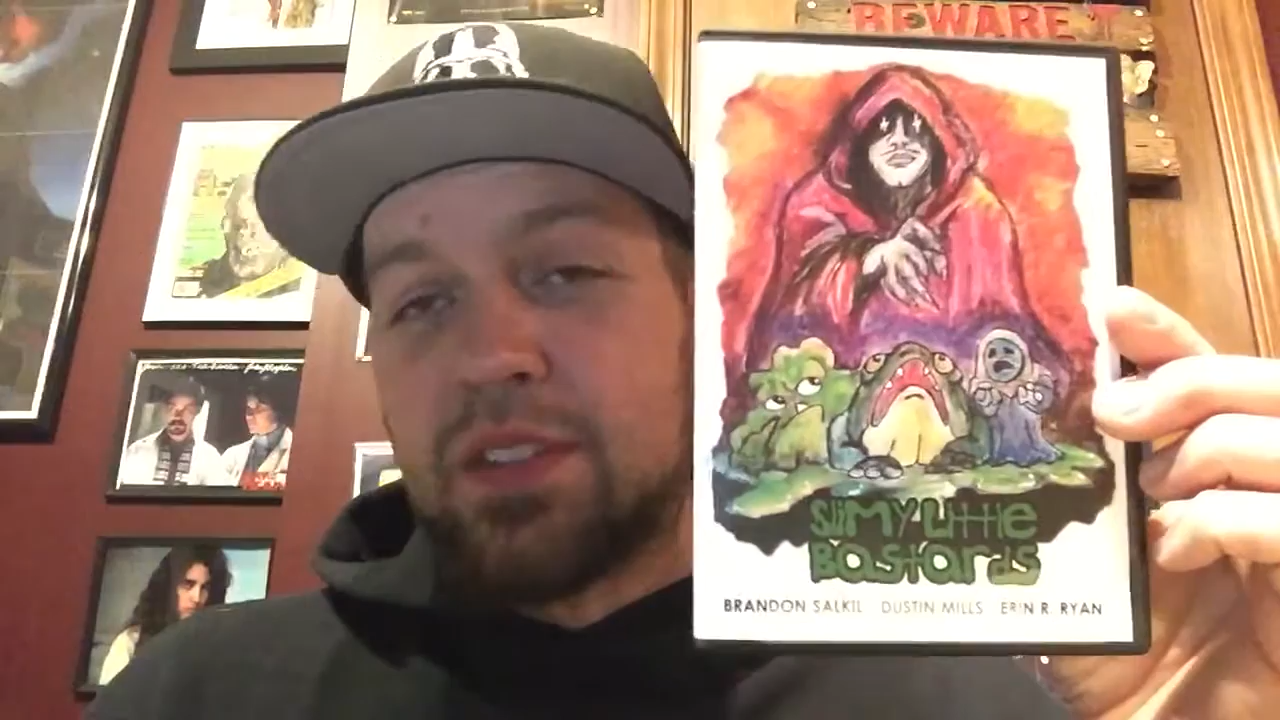 BEWARE
SLIMY LITTLE
BASTARDS
BRANDON SALKIL DUSTIN MILLS ERIN R. RYAN